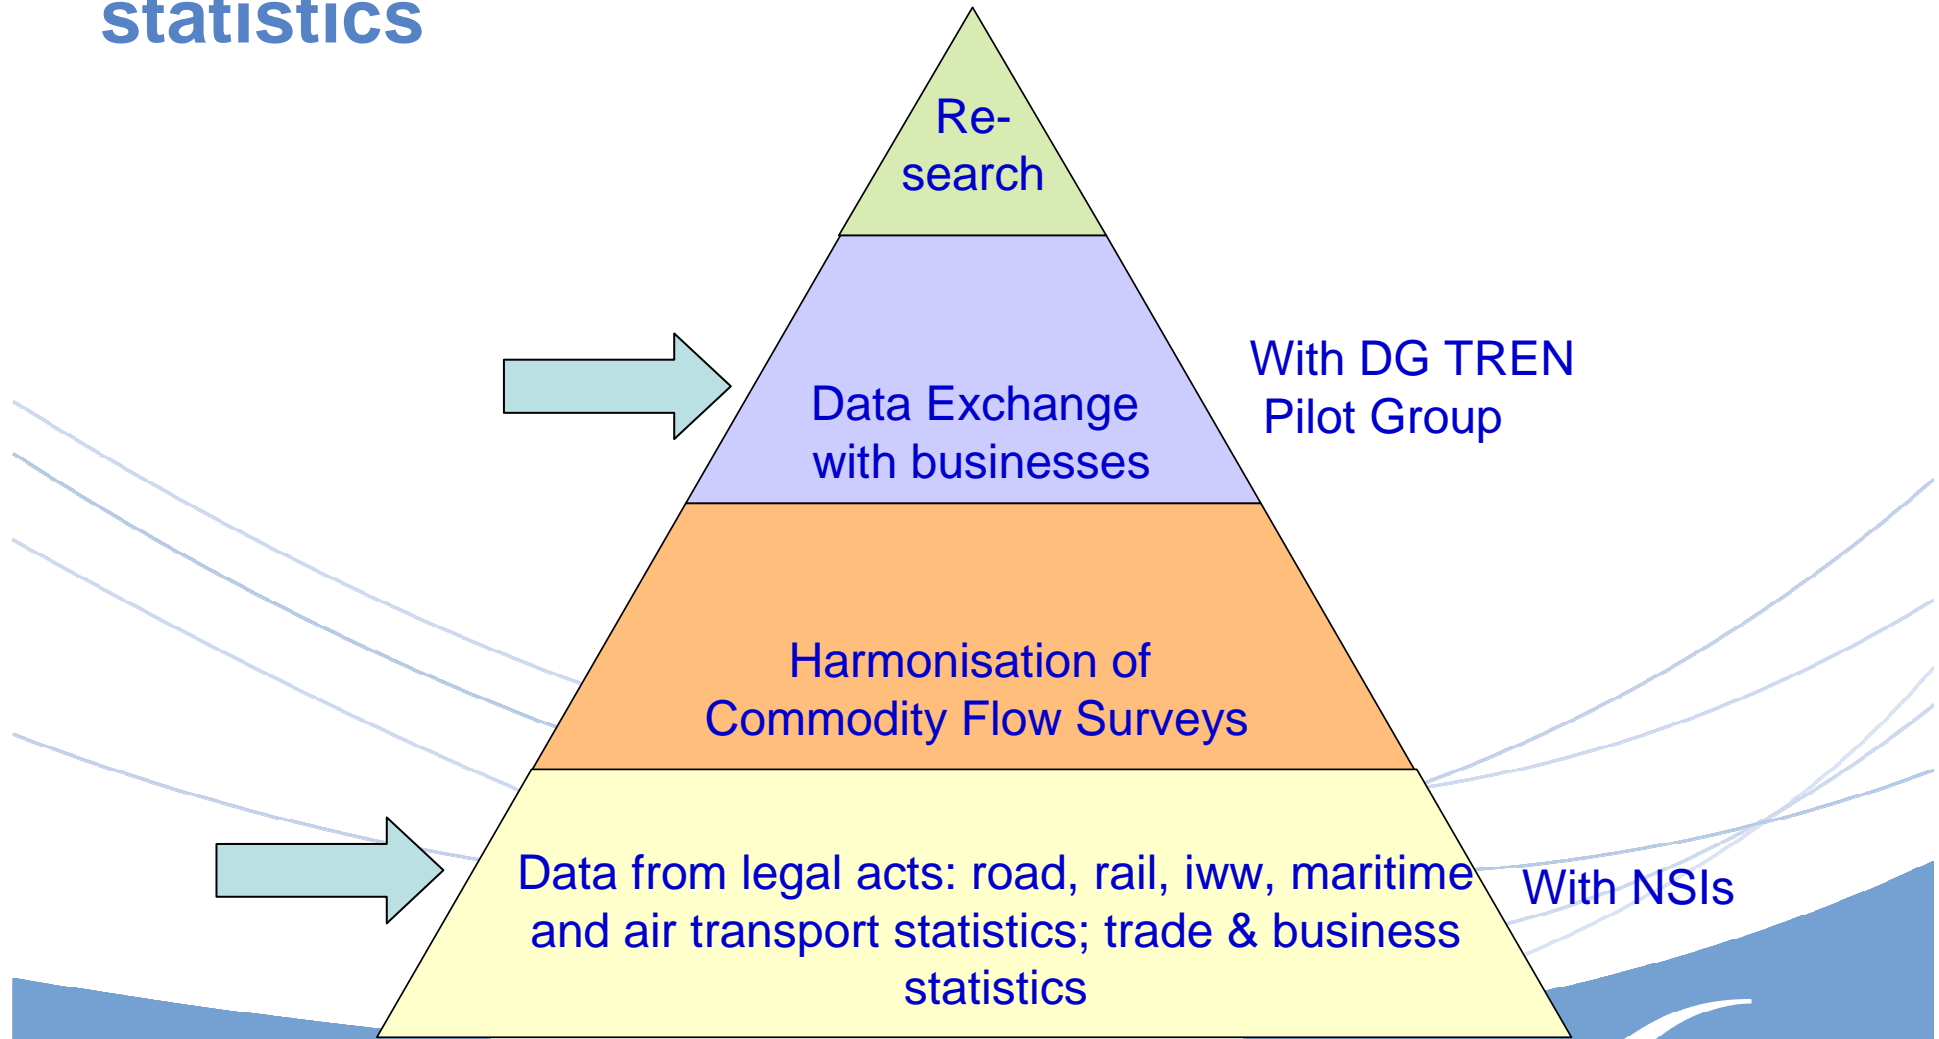 statistics
Re-
search
Data Exchange
with businesses
With DG TREN
Pilot Group
Harmonisation of
Commodity Flow Surveys
Data from legal acts: road, rail, iww, maritime
and air transport statistics; trade & business
statistics
With NSIs